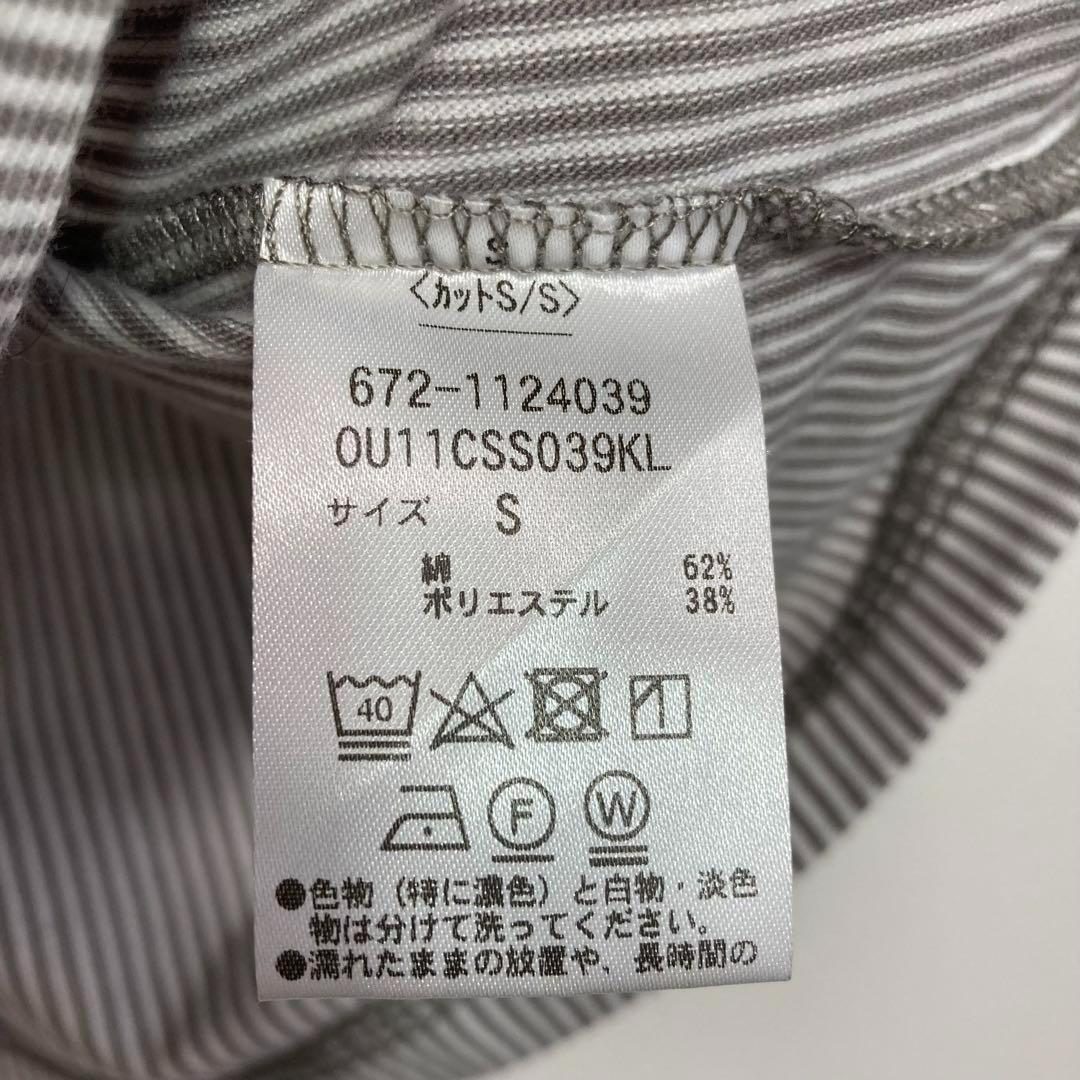 S
〈カットS/S〉
672-1124039
OU11CSS039KL
サイズ S
綿 62%
ポリエステル 38%
40
F W
●色物（特に濃色）と白物・淡色
物は分けて洗ってください。
●濡れたままの放置や、長時間の